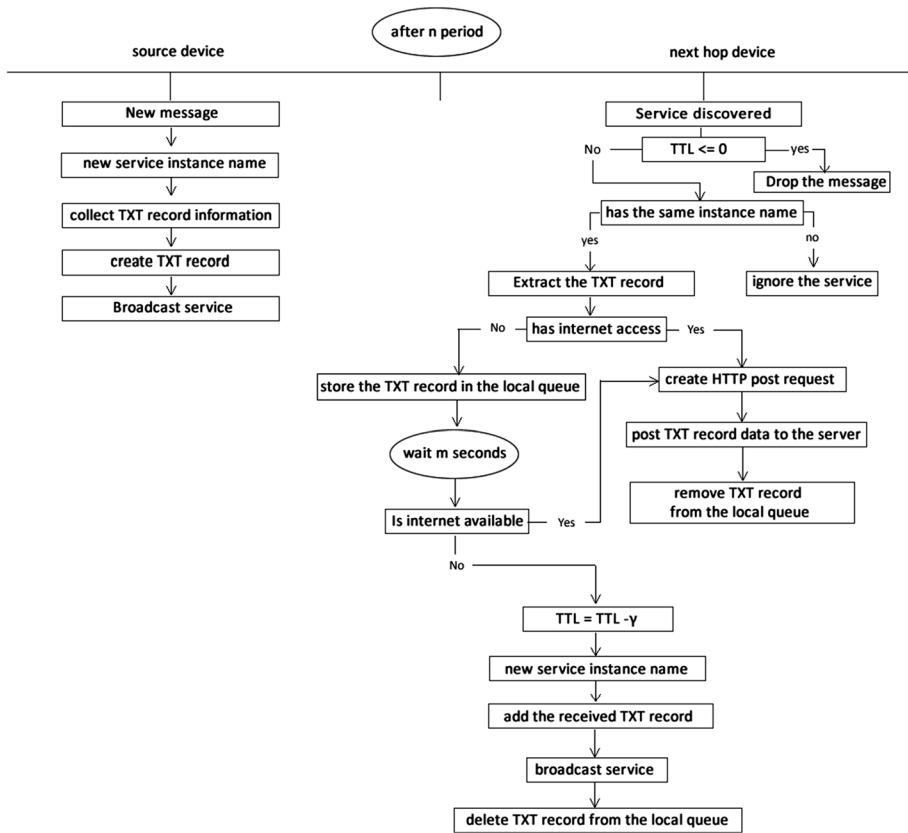 after n period
source device
next hop device
New message
new service instance name
collect TXT record information
create TXT record
Broadcast service
Service discovered
No
TTL <= 0
yes
Drop the message
has the same instance name
yes
no
Extract the TXT record
ignore the service
No
has internet access
Yes
store the TXT record in the local queue
create HTTP post request
wait m seconds
post TXT record data to the server
remove TXT record
from the local queue
Is internet available
Yes
No
TTL = TTL -γ
new service instance name
add the received TXT record
broadcast service
delete TXT record from the local queue